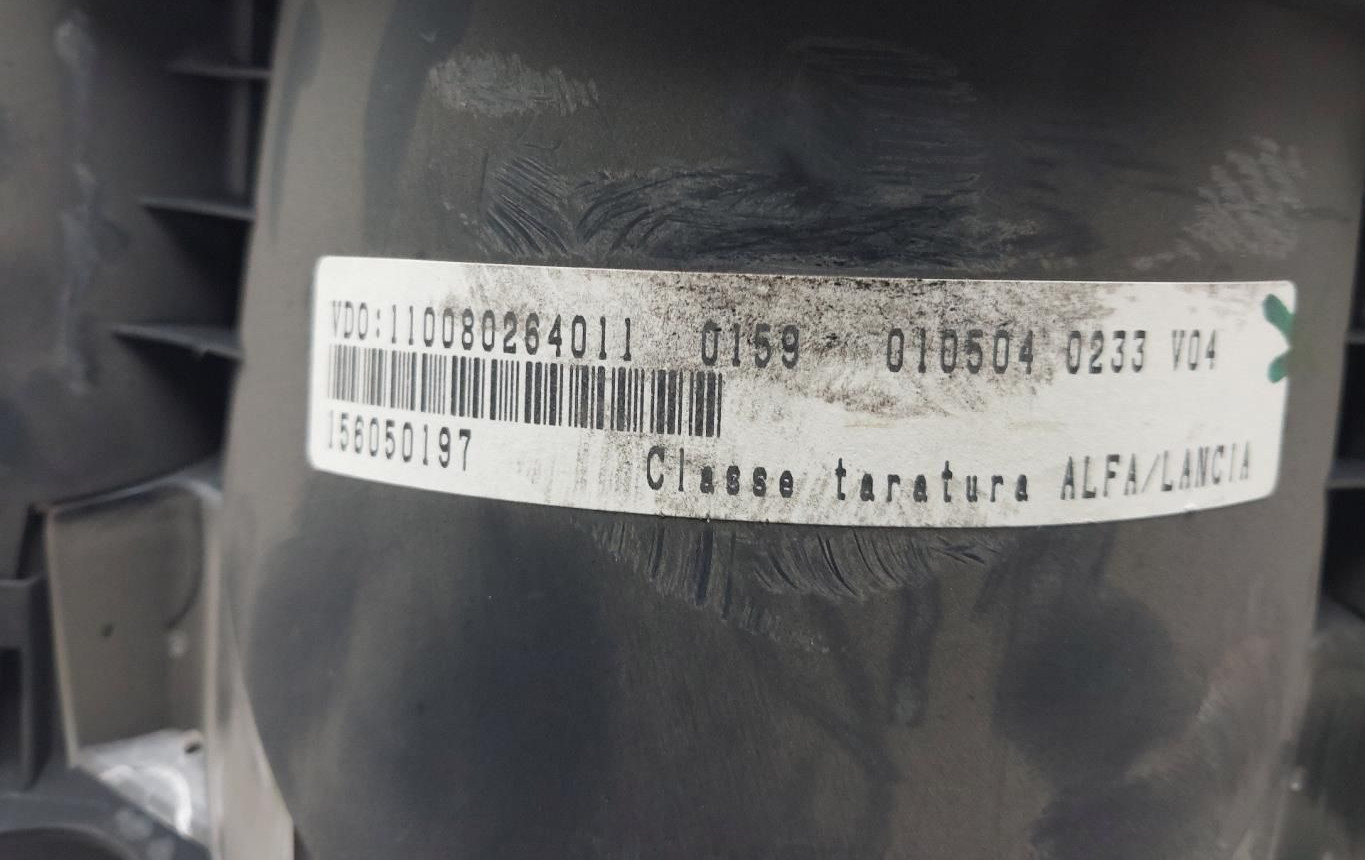 VDO:110080264011 0159 010504 0233 V04
156050197
Classe taratura ALFA/LANCIA